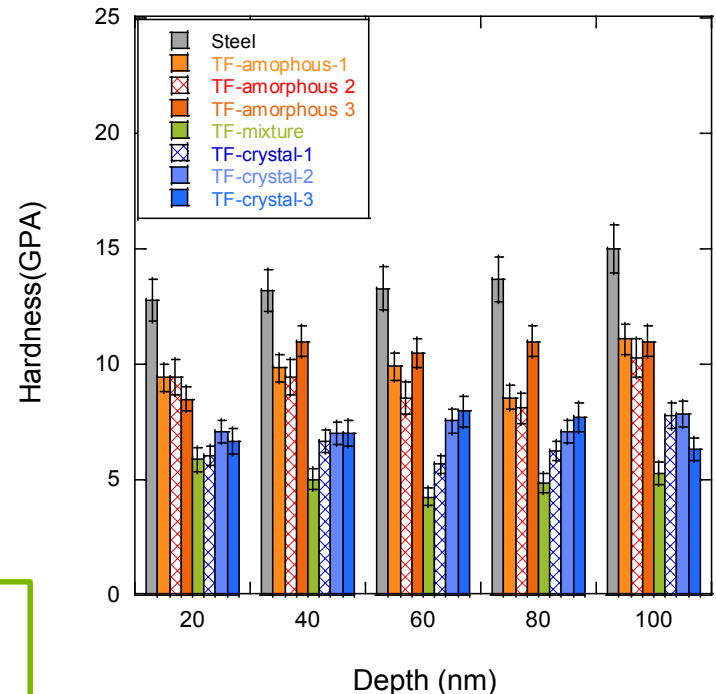 25
20
15
10
5
0
Hardness(GPA)
Steel
TF-amophous-1
TF-amorphous 2
TF-amorphous 3
TF-mixture
TF-crystal-1
TF-crystal-2
TF-crystal-3
20 40 60 80 100
Depth (nm)